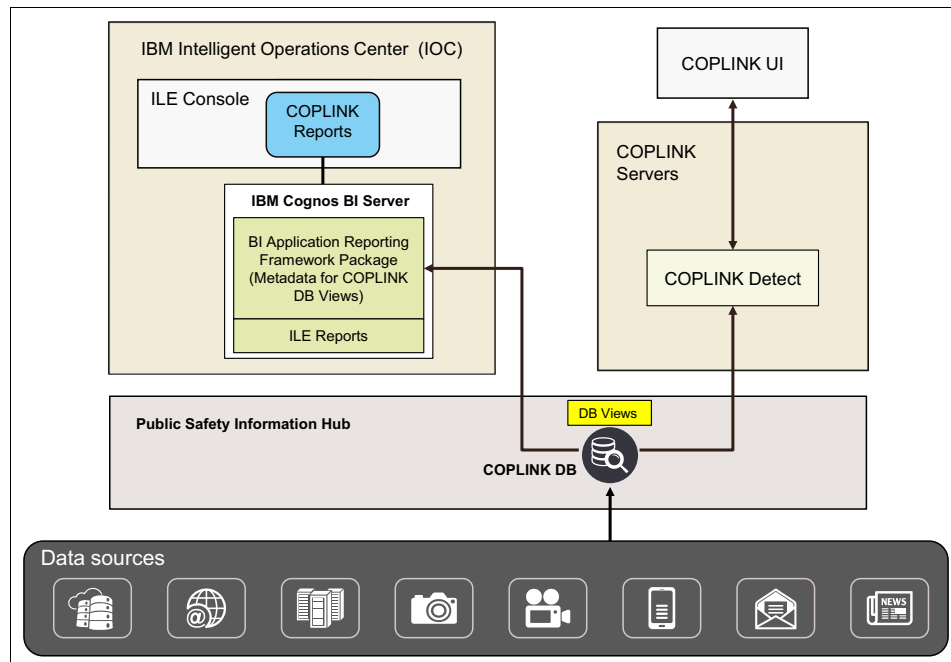 IBM Intelligent Operations Center (IOC)
ILE Console
COPLINK
Reports
IBM Cognos BI Server
BI Application Reporting
Framework Package
(Metadata for COPLINK
DB Views)
ILE Reports
COPLINK UI
COPLINK
Servers
COPLINK Detect
Public Safety Information Hub
DB Views
COPLINK DB
Data sources
@
NEWS